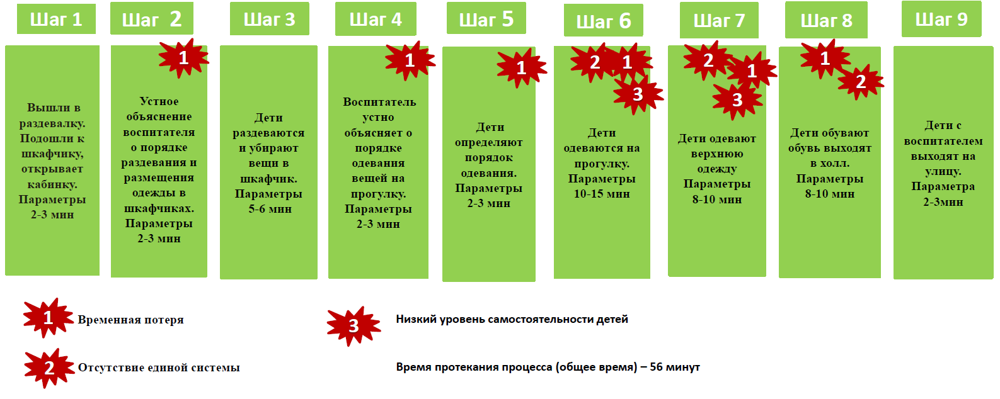 Шаг 1
Вышли в
раздевалку.
Подошли к
шкафчику,
открывает
кабинку.
Параметры
2-3 мин
Шаг 2
1
Устное
объяснение
воспитателя
о порядке
раздевания и
размещения
одежды в
шкафчиках.
Параметры
2-3 мин
Шаг 3
Дети
раздеваются
и убирают
вещи в
шкафчик.
Параметры
5-6 мин
Шаг 4
1
Воспитатель
устно
объясняет о
порядке
одевания
вещей на
прогулку.
Параметры
2-3 мин
Шаг 5
1
Дети
определяют
порядок
одевания.
Параметры
2-3 мин
Шаг 6
2 1
3
Дети
одеваются на
прогулку.
Параметры
10-15 мин
Шаг 7
2 1
3
Дети одевают
верхнюю
одежду
Параметры
8-10 мин
Шаг 8
1
2
Дети обувают
обувь выходят
в холл.
Параметры
8-10 мин
Шаг 9
Дети с
воспитателем
выходят на
улицу.
Параметра
2-3мин
1 Временная потеря
2 Отсутствие единой системы
3 Низкий уровень самостоятельности детей
Время протекания процесса (общее время) – 56 минут